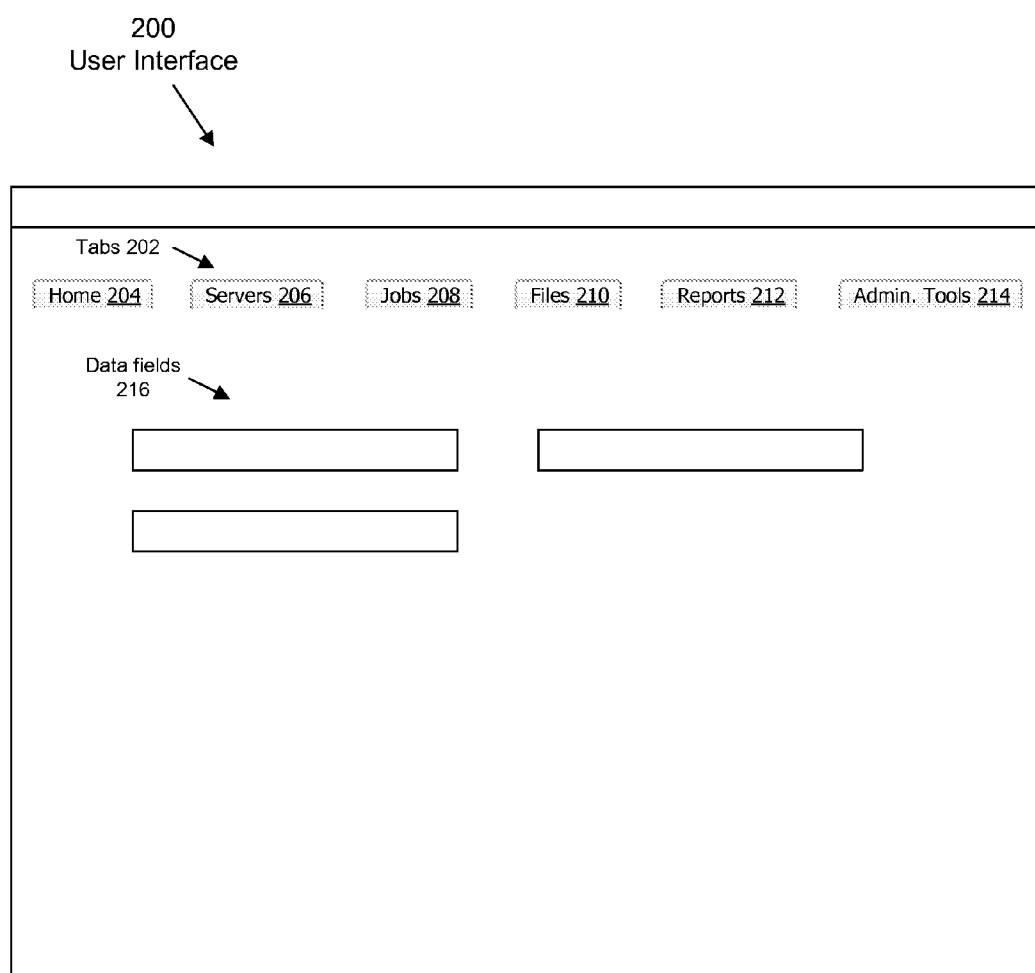 200
User Interface
Tabs 202
Home 204 Servers 206 Jobs 208 Files 210 Reports 212 Admin. Tools 214
Data fields
216